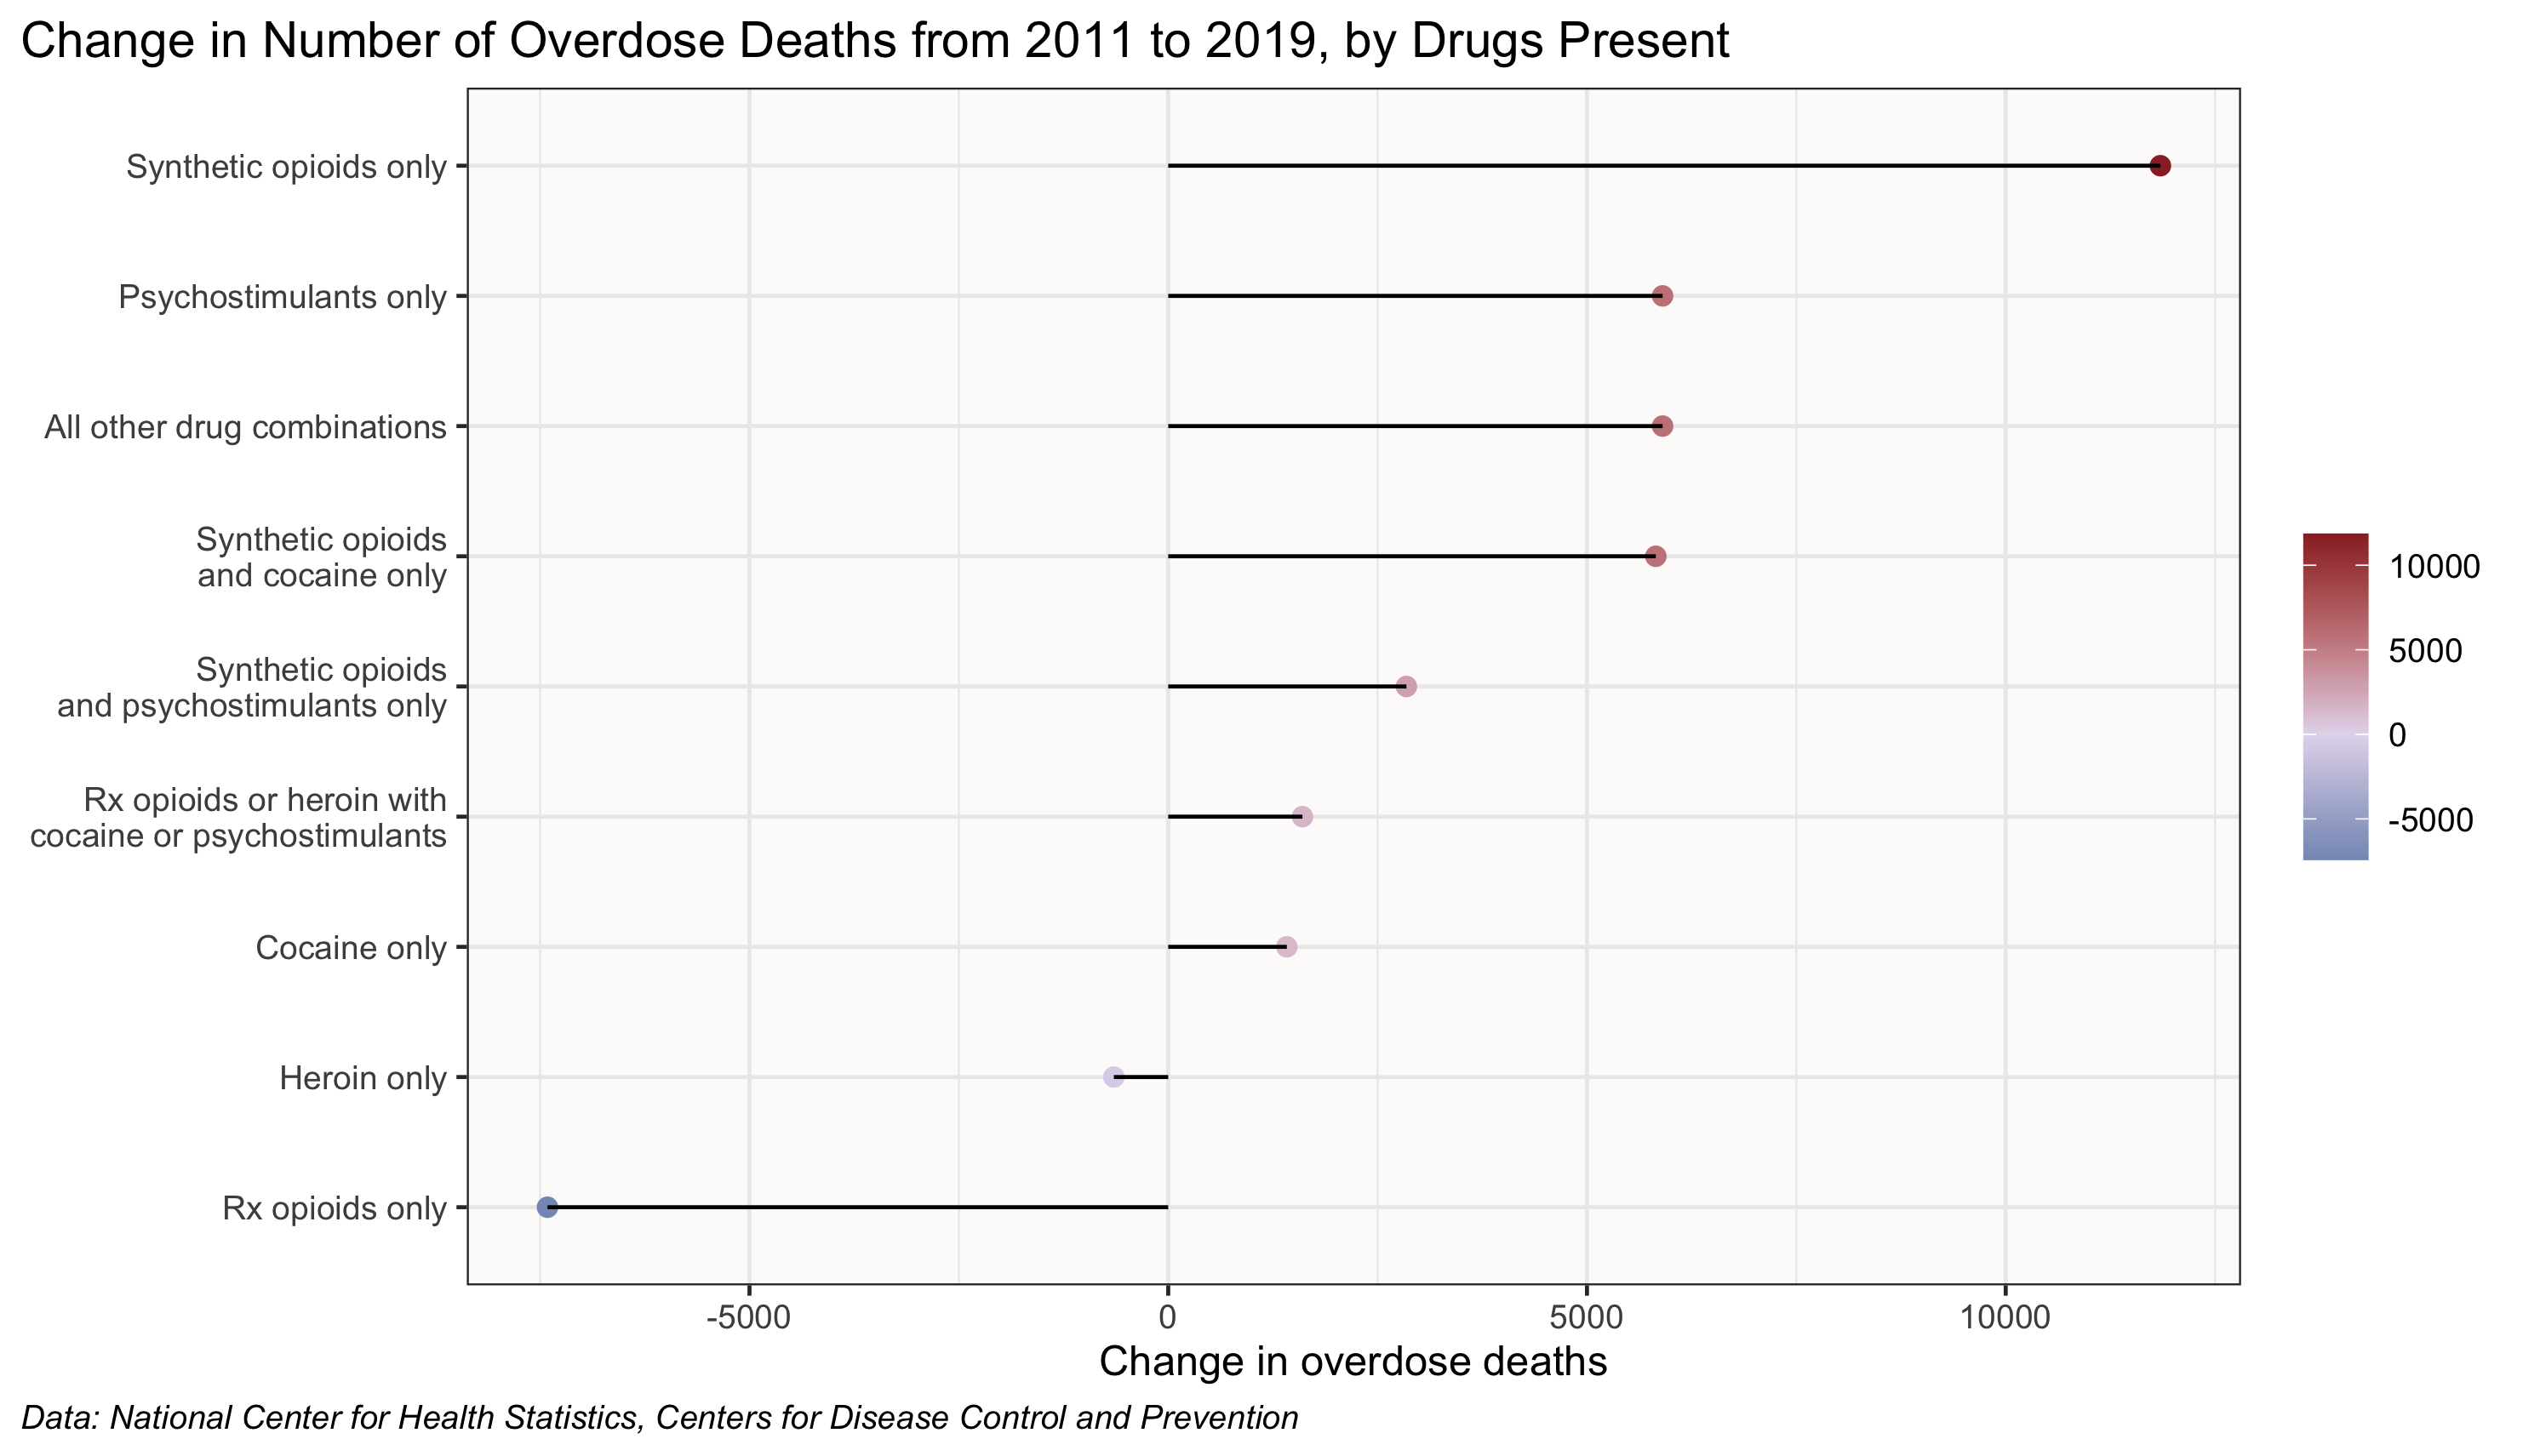 Change in Number of Overdose Deaths from 2011 to 2019, by Drugs Present
Synthetic opioids only
Psychostimulants only
All other drug combinations
Synthetic opioids
and cocaine only
Synthetic opioids
and psychostimulants only
Rx opioids or heroin with
cocaine or psychostimulants
Cocaine only
Heroin only
Rx opioids only
10000
5000
0
-5000
-5000
0
5000
10000
Change in overdose deaths
Data: National Center for Health Statistics, Centers for Disease Control and Prevention